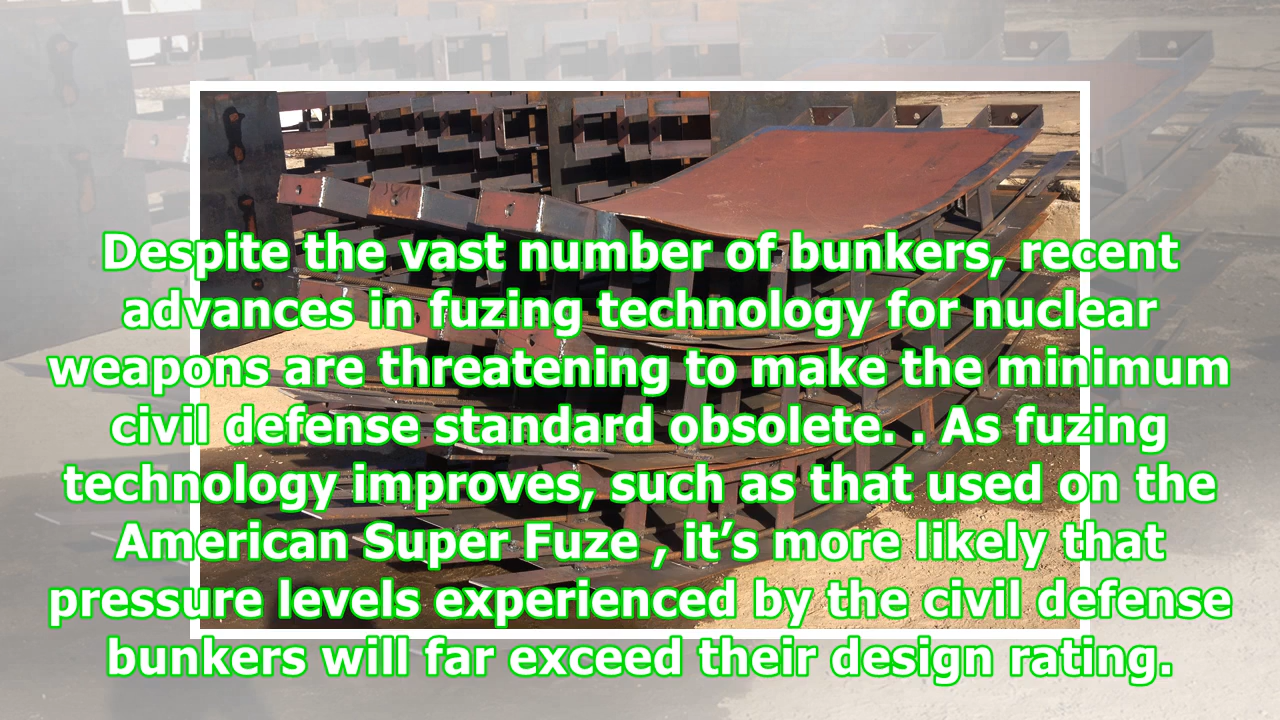 Despite the vast number of bunkers, recent
advances in fuzing technology for nuclear
weapons are threatening to make the minimum
civil defense standard obsolete. . As fuzing
technology improves, such as that used on the
American Super Fuze , it’s more likely that
pressure levels experienced by the civil defense
bunkers will far exceed their design rating.